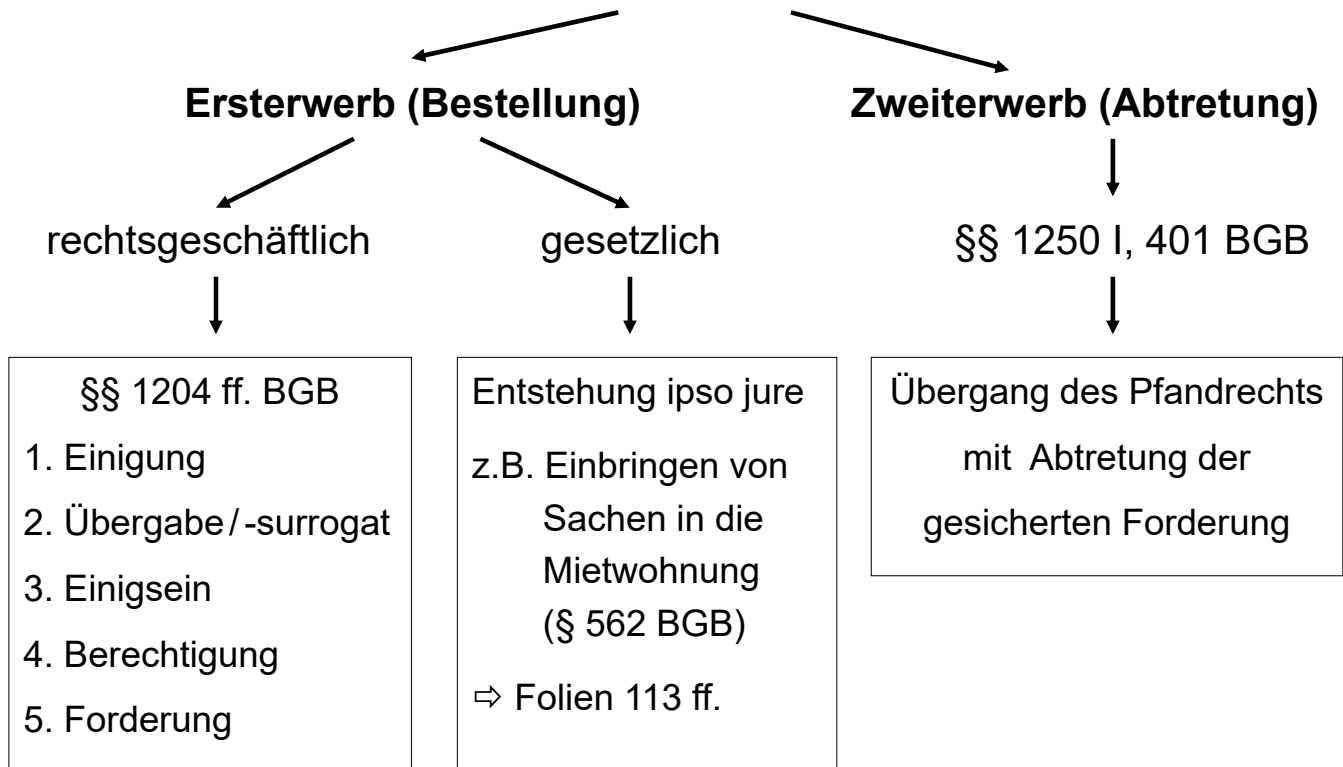 Ersterwerb (Bestellung)
Zweiterwerb (Abtretung)
rechtsgeschäftlich
gesetzlich
§§ 1250 I, 401 BGB
§§ 1204 ff. BGB
1. Einigung
2. Übergabe/-surrogat
3. Einigsein
4. Berechtigung
5. Forderung
Entstehung ipso jure
z.B. Einbringen von
Sachen in die
Mietwohnung
(§ 562 BGB)
⇨ Folien 113 ff.
Übergang des Pfandrechts
mit Abtretung der
gesicherten Forderung